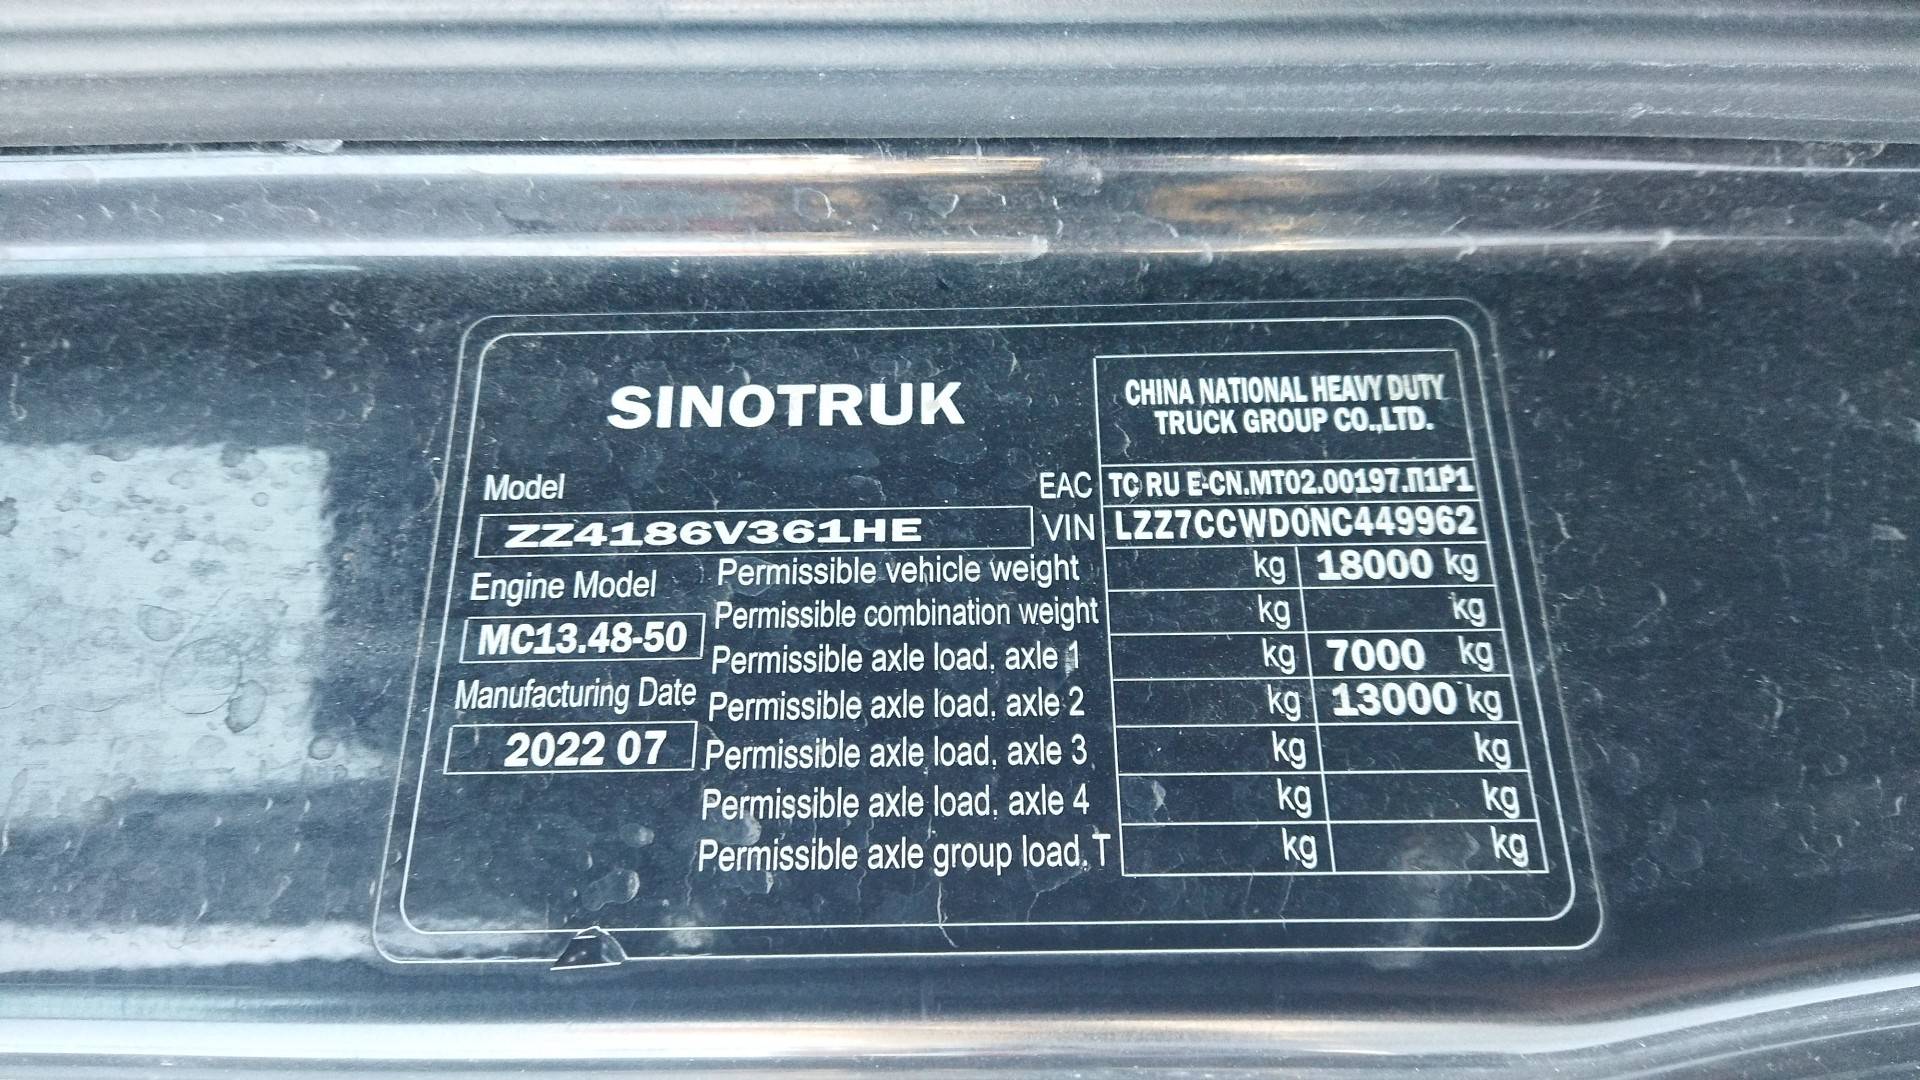 SINOTRUK
CHINA NATIONAL HEAVY DUTY
TRUCK GROUP CO.,LTD.
Model
EAC TC RU E-CN.MT02.00197.П1Р1
ZZ4186V361HE
VIN LZZ7CCWD0NC449962
Engine Model
MC13.48-50
Manufacturing Date
2022 07
Permissible vehicle weight kg 18000 kg
Permissible combination weight kg kg
Permissible axle load, axle 1 kg 7000 kg
Permissible axle load, axle 2 kg 13000 kg
Permissible axle load, axle 3 kg kg
Permissible axle load, axle 4 kg kg
Permissible axle group load,T kg kg